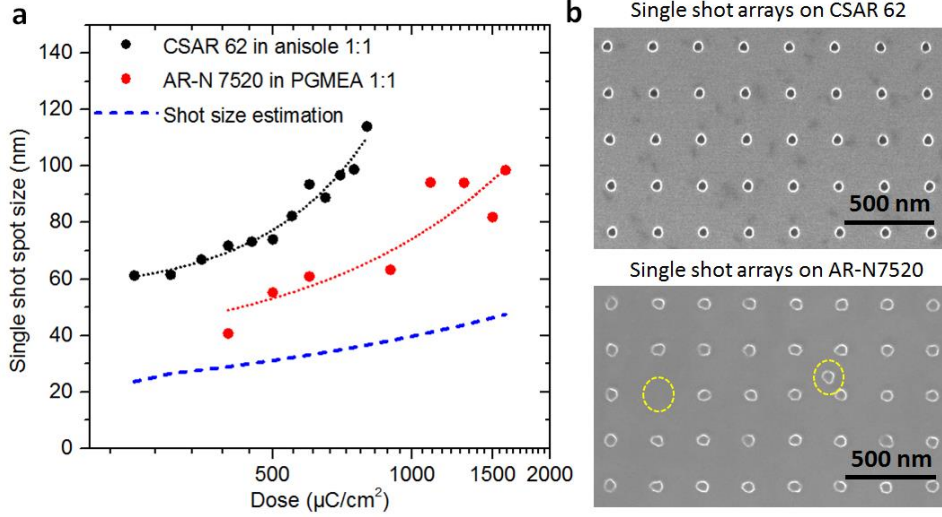 a
CSAR 62 in anisole 1:1
AR-N 7520 in PGMEA 1:1
Shot size estimation
Single shot spot size (nm)
140
120
100
80
60
40
20
0
500
1000
1500
2000
Dose (µC/cm²)
b
Single shot arrays on CSAR 62
500 nm
Single shot arrays on AR-N7520
500 nm